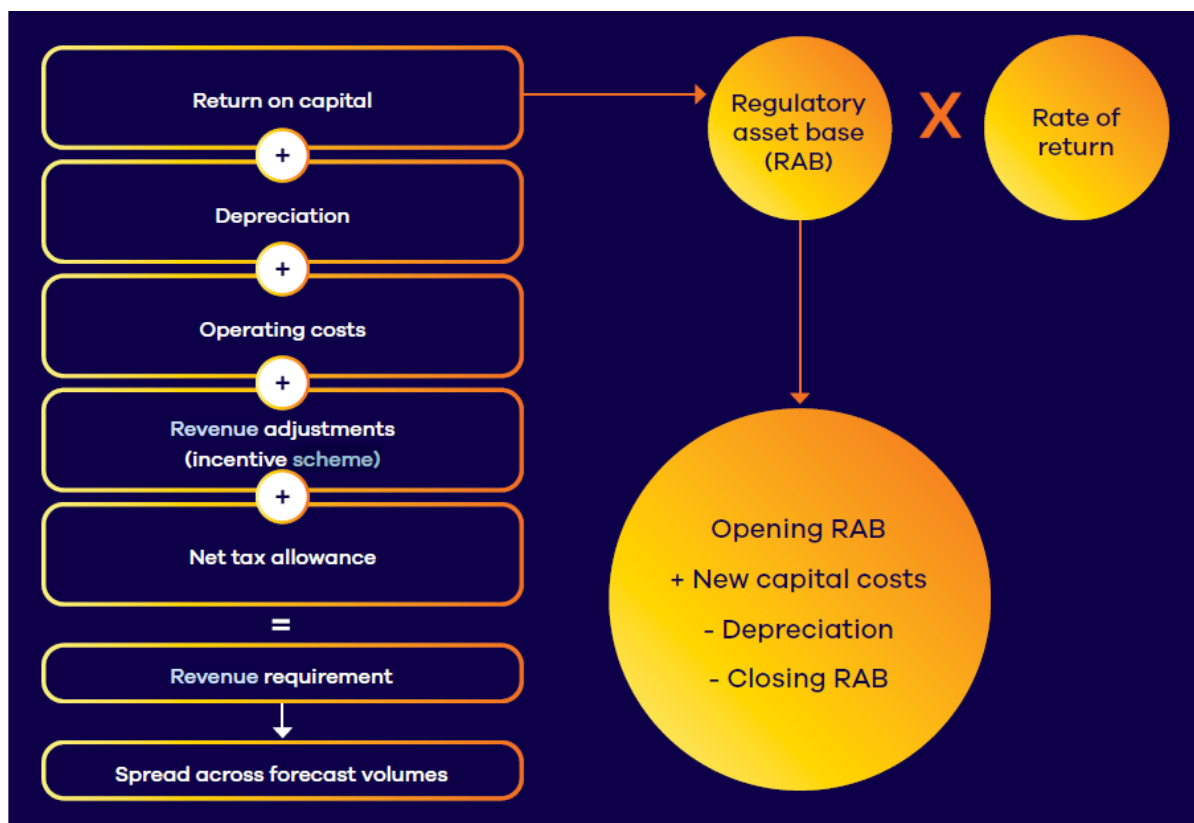 Return on capital
+
Depreciation
+
Operating costs
+
Revenue adjustments
(incentive scheme)
+
Net tax allowance
=
Revenue requirement
Spread across forecast volumes
Regulatory
asset base
(RAB)
X
Rate of
return
Opening RAB
+ New capital costs
- Depreciation
- Closing RAB